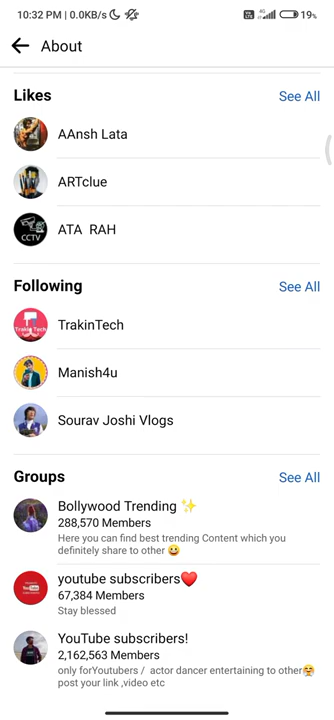 10:32 PM | 0.0KB/s
4G
19%
About
Likes
See All
AAnsh Lata
ARTclue
CCTV
ATA RAH
Following
See All
Trakin Tech
TrakinTech
Manish4u
Sourav Joshi Vlogs
Groups
See All
Bollywood Trending ✨
288,570 Members
Here you can find best trending Content which you
definitely share to other 😀
youtube subscribers❤️
67,384 Members
Stay blessed
YouTube subscribers!
2,162,563 Members
only forYoutubers / actor dancer entertaining to other🤗
post your link ,video etc